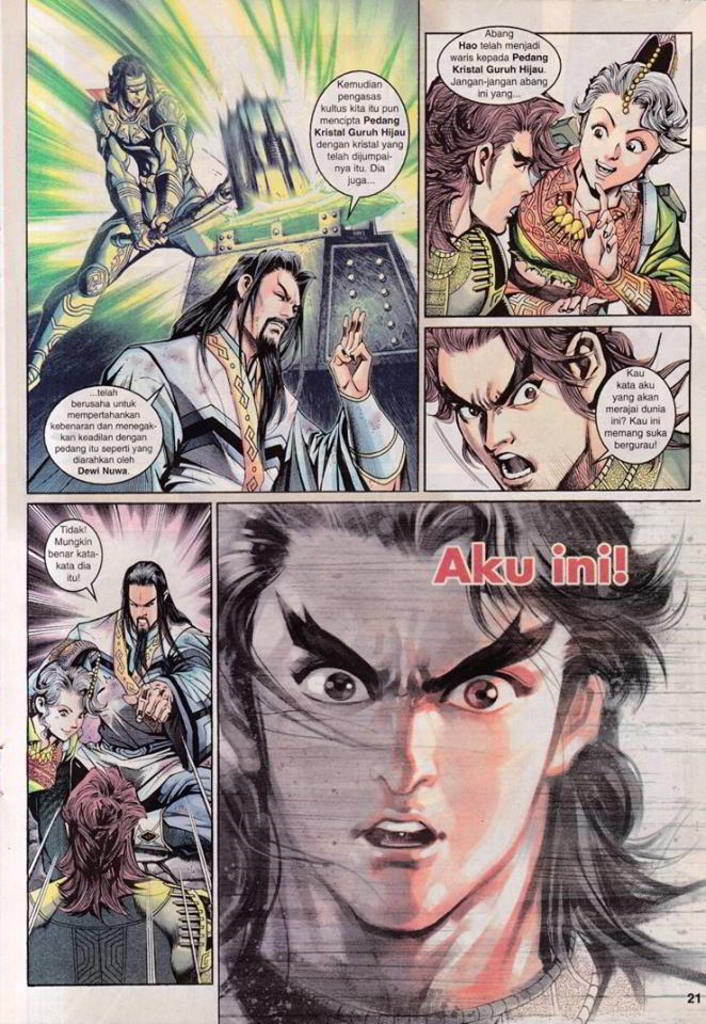 Kemudian
pengasas
kultus kita itu pun
mencipta Pedang
Kristal Guruh Hijau
dengan kristal yang
telah dijumpai-
nya itu. Dia
juga...
...telah
berusaha untuk
mempertahankan
kebenaran dan menegak-
kan keadilan dengan
pedang itu seperti yang
diarahkan oleh
Dewi Nuwa.
Abang
Hao telah menjadi
waris kepada Pedang
Kristal Guruh Hijau.
Jangan-jangan abang
ini yang...
Kau
kata aku
yang akan
merajai dunia
ini? Kau ini
memang suka
bergurau!
Tidak!
Mungkin
benar kata-
kata dia
itu!
Aku ini!
21